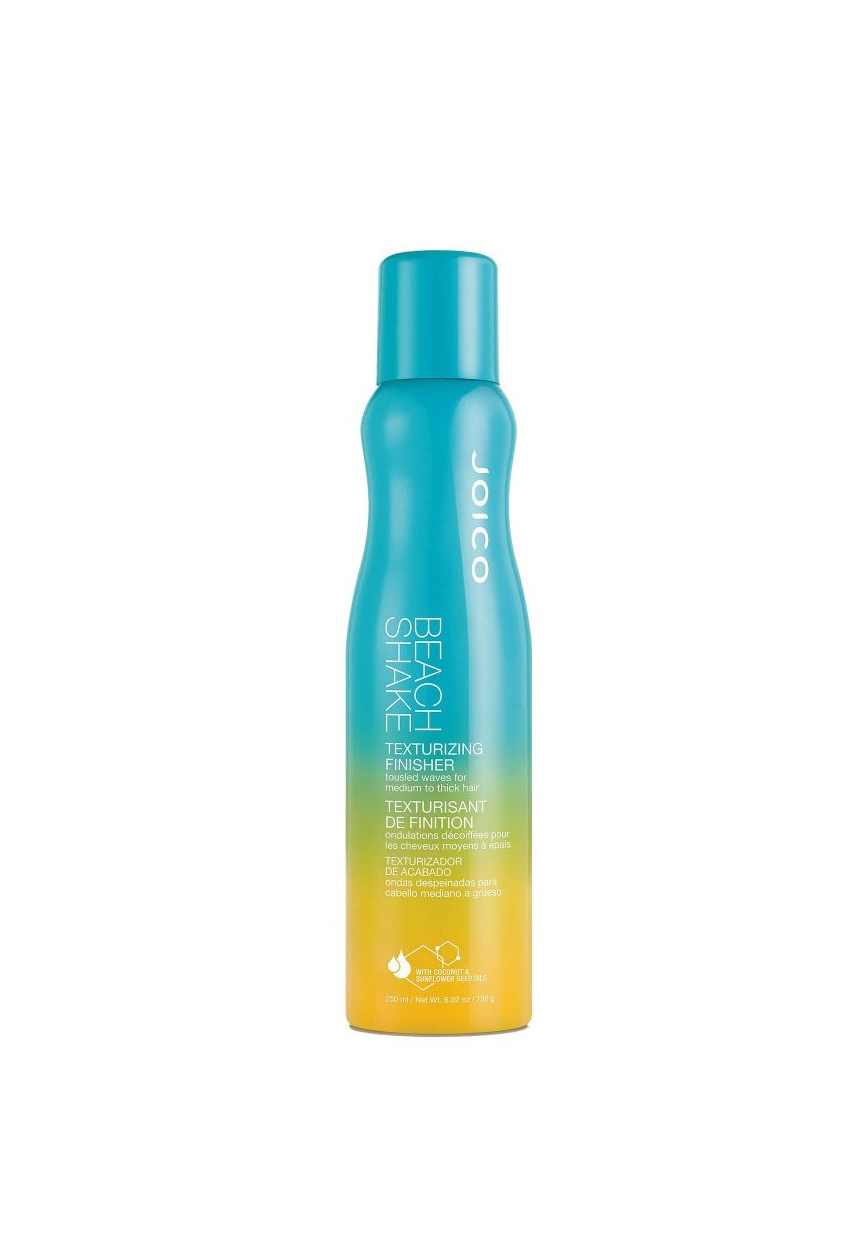 JOICO
BEACH
SHAKE
TEXTURIZING
FINISHER
tousled waves for
medium to thick hair
TEXTURISANT
DE FINITION
ondulations décoiffées pour
les cheveux moyens à épais
TEXTURIZADOR
DE ACABADO
ondas despeinadas para
cabello mediano a grueso
WITH COCONUT &
SUNFLOWER SEED OILS
250 ml / Net Wt. 6.92 oz / 196 g